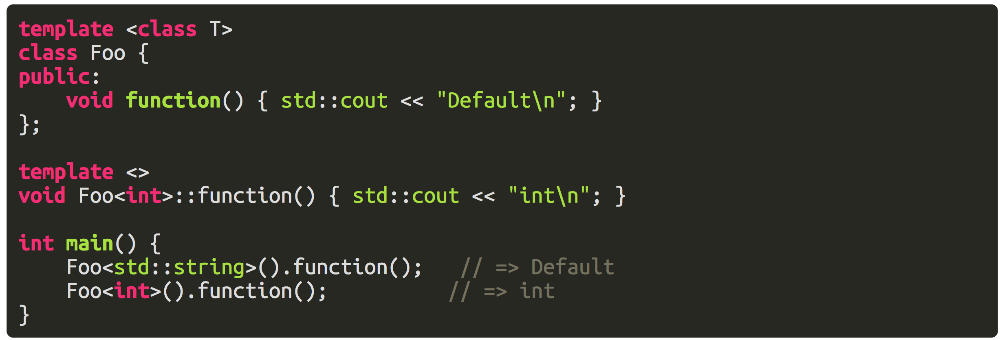 template <class T>
class Foo {
public:
    void function() { std::cout << "Default\n"; }
};

template <>
void Foo<int>::function() { std::cout << "int\n"; }

int main() {
    Foo<std::string>().function();   // => Default
    Foo<int>().function();          // => int
}